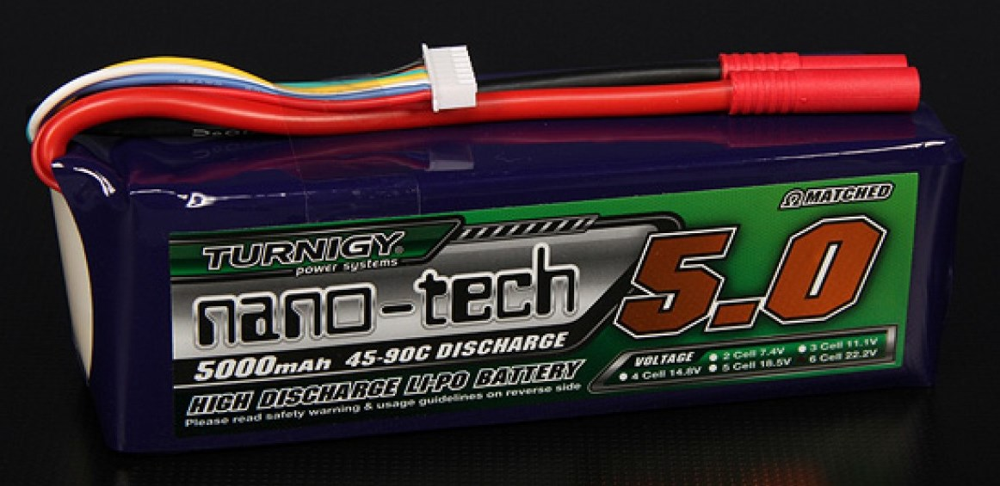 Ω MATCHED
TURNIGY®
power systems
nano-tech
5.0
5000mAh 45-90C DISCHARGE
HIGH DISCHARGE LI-PO BATTERY
Please read safety warning & usage guidelines on reverse side
VOLTAGE ● 2 Cell 7.4V ● 3 Cell 11.1V
● 4 Cell 14.8V ● 5 Cell 18.5V 6 Cell 22.2V